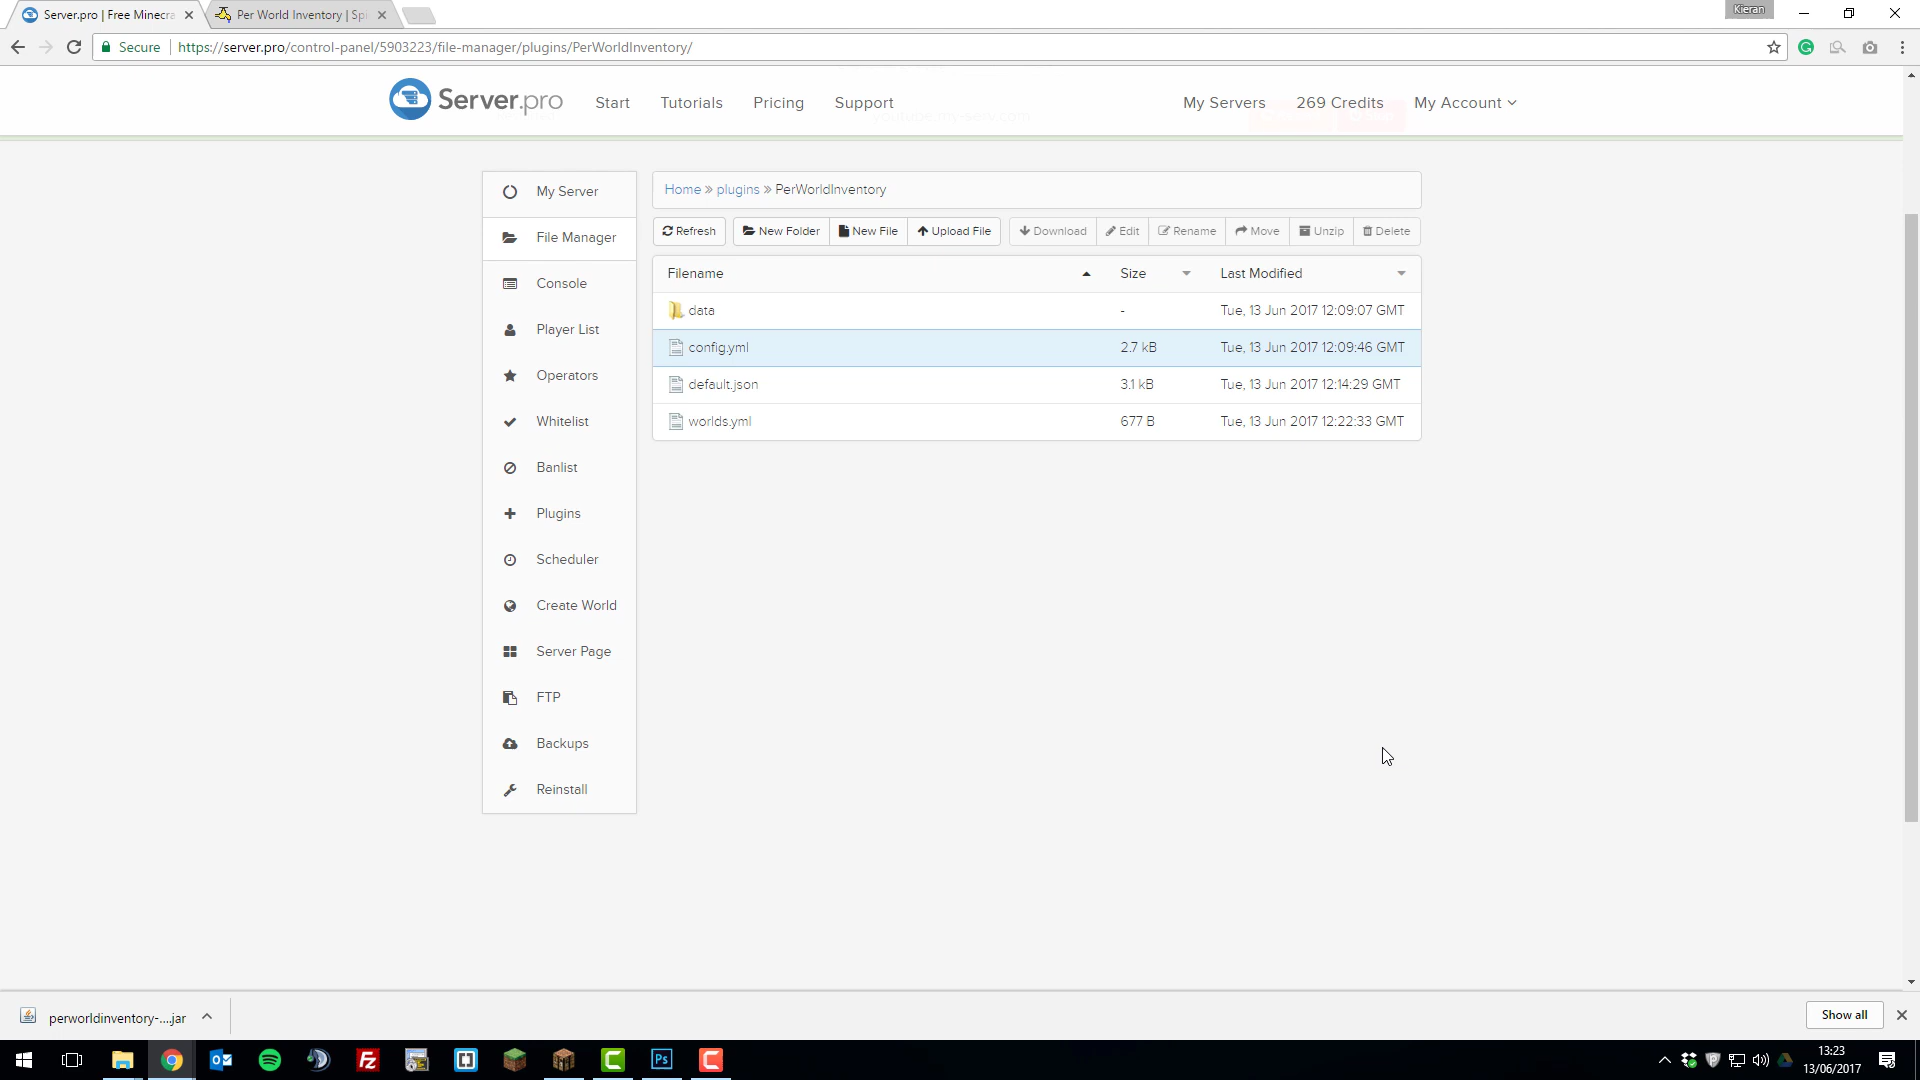 Server.pro | Free Minecra
Per World Inventory | Spi
Kieran
Secure
https://server.pro/control-panel/5903223/file-manager/plugins/PerWorldInventory/
Server.pro
Start
Tutorials
Pricing
Support
My Servers
269 Credits
My Account
My Server
File Manager
Console
Player List
Operators
Whitelist
Banlist
Plugins
Scheduler
Create World
Server Page
FTP
Backups
Reinstall
Home » plugins » PerWorldInventory
Refresh
New Folder
New File
Upload File
Download
Edit
Rename
Move
Unzip
Delete
Filename Size Last Modified
data - Tue, 13 Jun 2017 12:09:07 GMT
config.yml 2.7 kB Tue, 13 Jun 2017 12:09:46 GMT
default.json 3.1 kB Tue, 13 Jun 2017 12:14:29 GMT
worlds.yml 677 B Tue, 13 Jun 2017 12:22:33 GMT
perworldinventory-....jar
Show all
Ps
13:23
13/06/2017